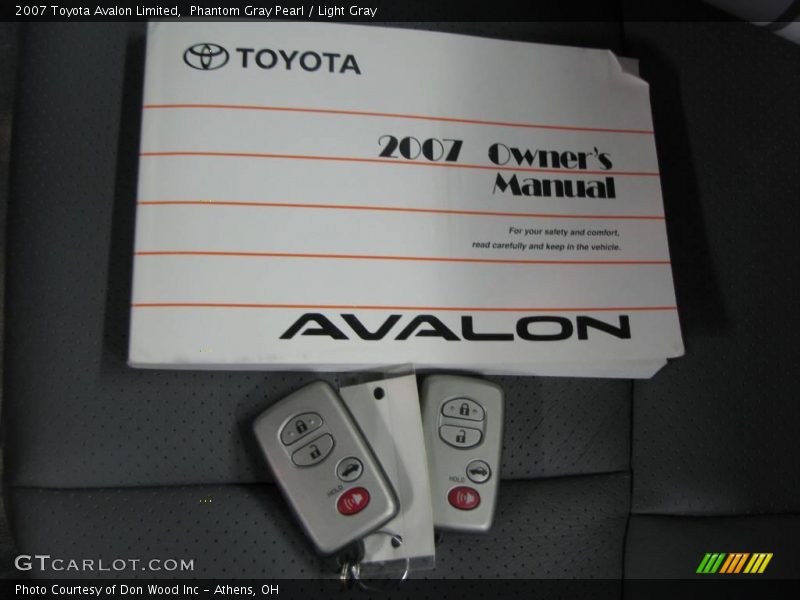 2007 Toyota Avalon Limited,  Phantom Gray Pearl / Light Gray
TOYOTA
2007 Owner's
Manual
For your safety and comfort,
read carefully and keep in the vehicle.
AVALON
HOLD
HOLD
GTCARLOT.COM
Photo Courtesy of Don Wood Inc - Athens, OH